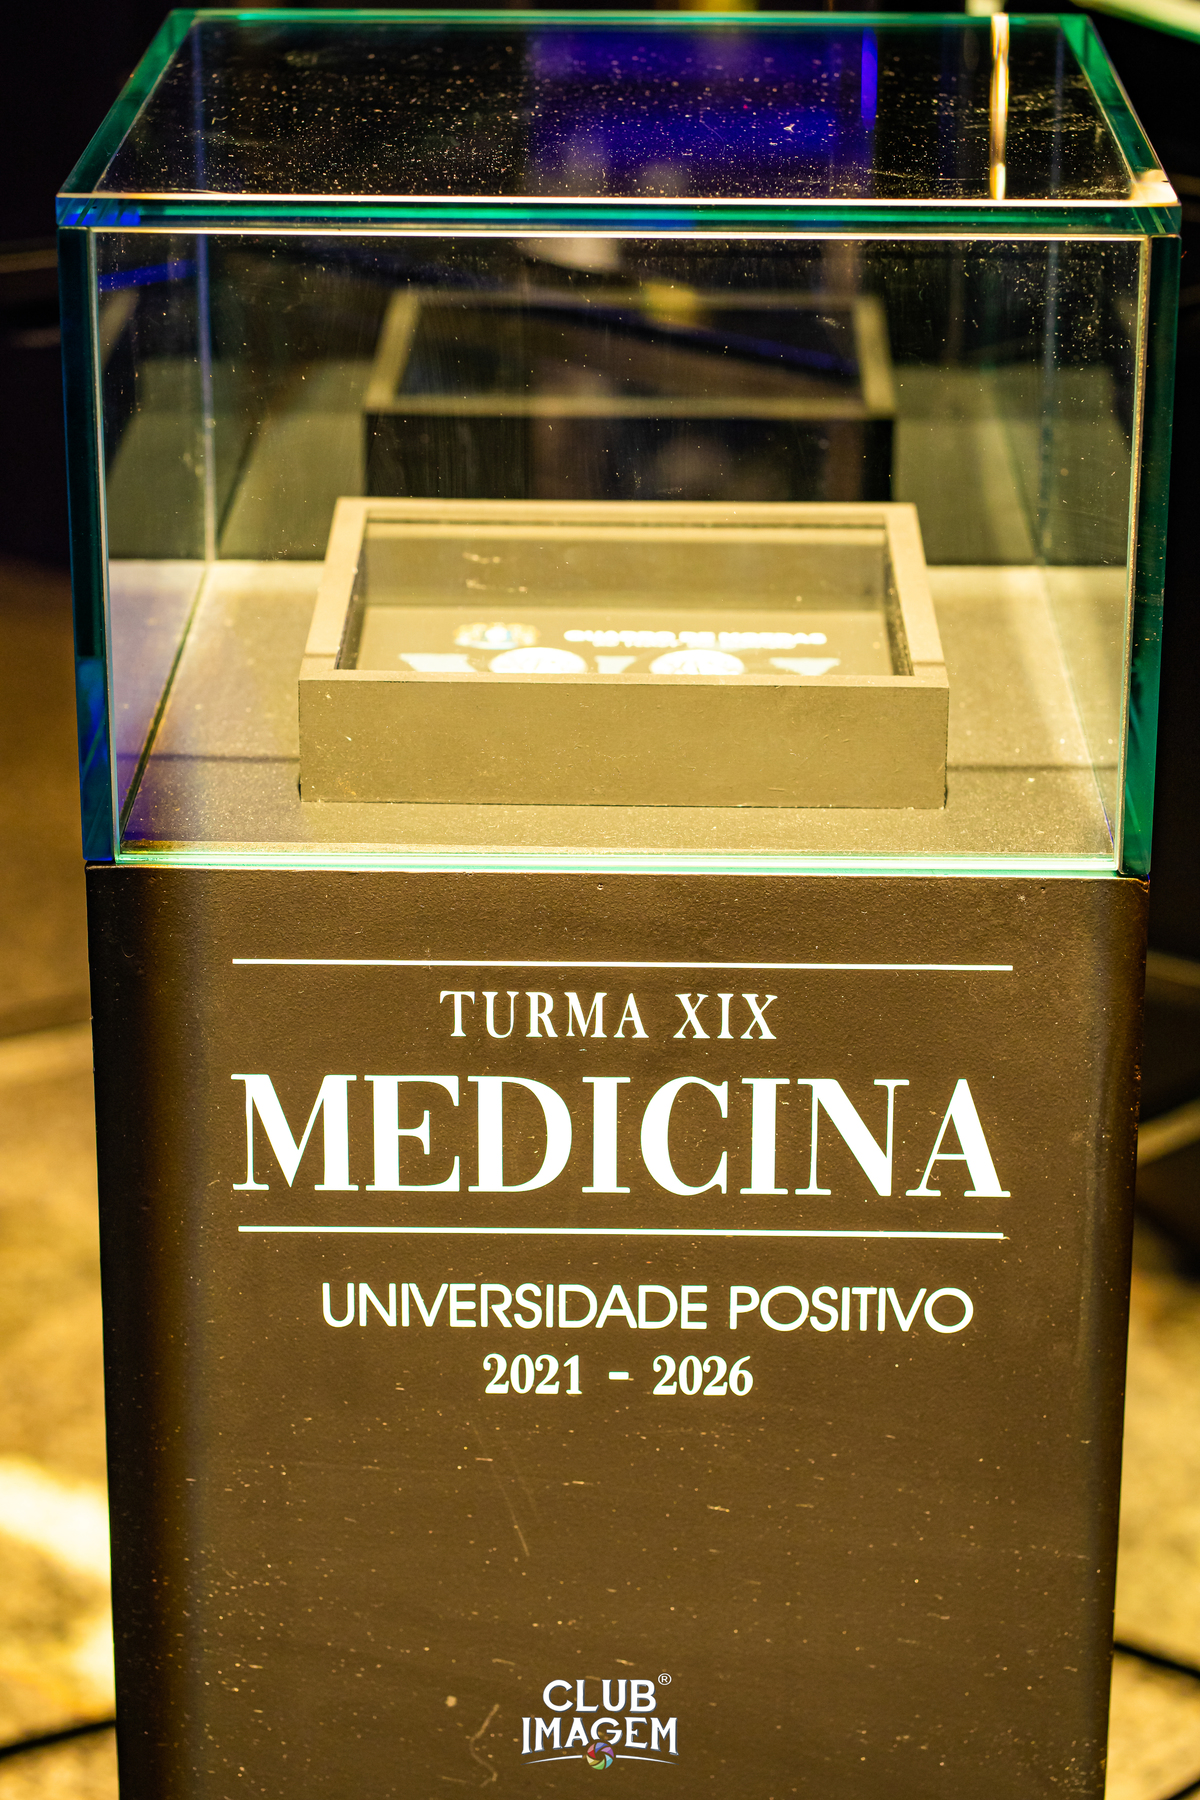 TURMA XIX
MEDICINA
UNIVERSIDADE POSITIVO
2021 - 2026
CLUB®
IMAGEM